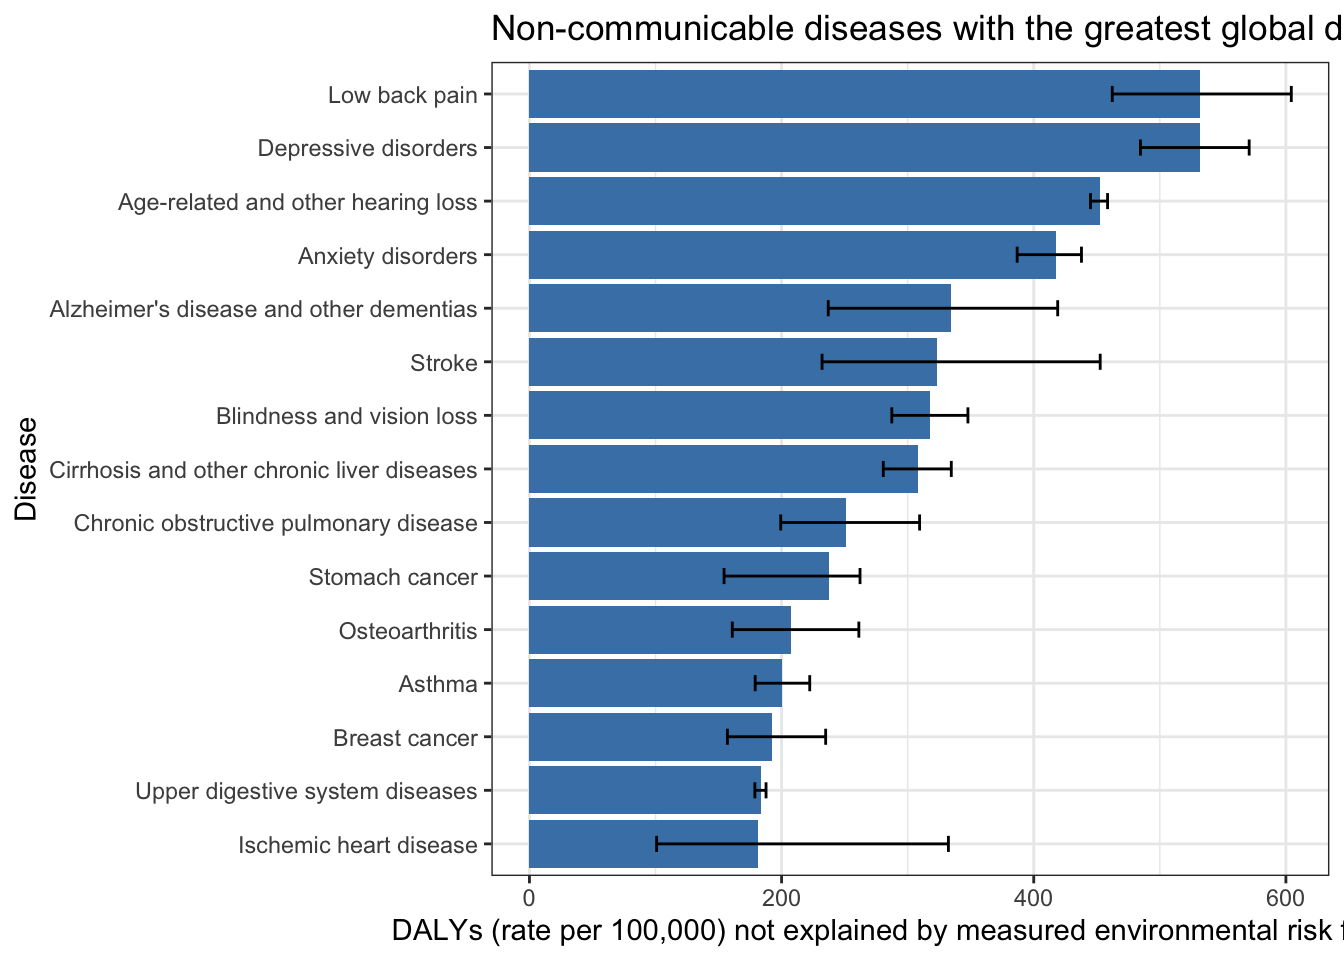 Non-communicable diseases with the greatest global
Low back pain
Depressive disorders
Age-related and other hearing loss
Anxiety disorders
Alzheimer's disease and other dementias
Stroke
Blindness and vision loss
Cirrhosis and other chronic liver diseases
Chronic obstructive pulmonary disease
Stomach cancer
Osteoarthritis
Asthma
Breast cancer
Upper digestive system diseases
Ischemic heart disease
Disease
0 200 400 600
DALYs (rate per 100,000) not explained by measured environmental risk